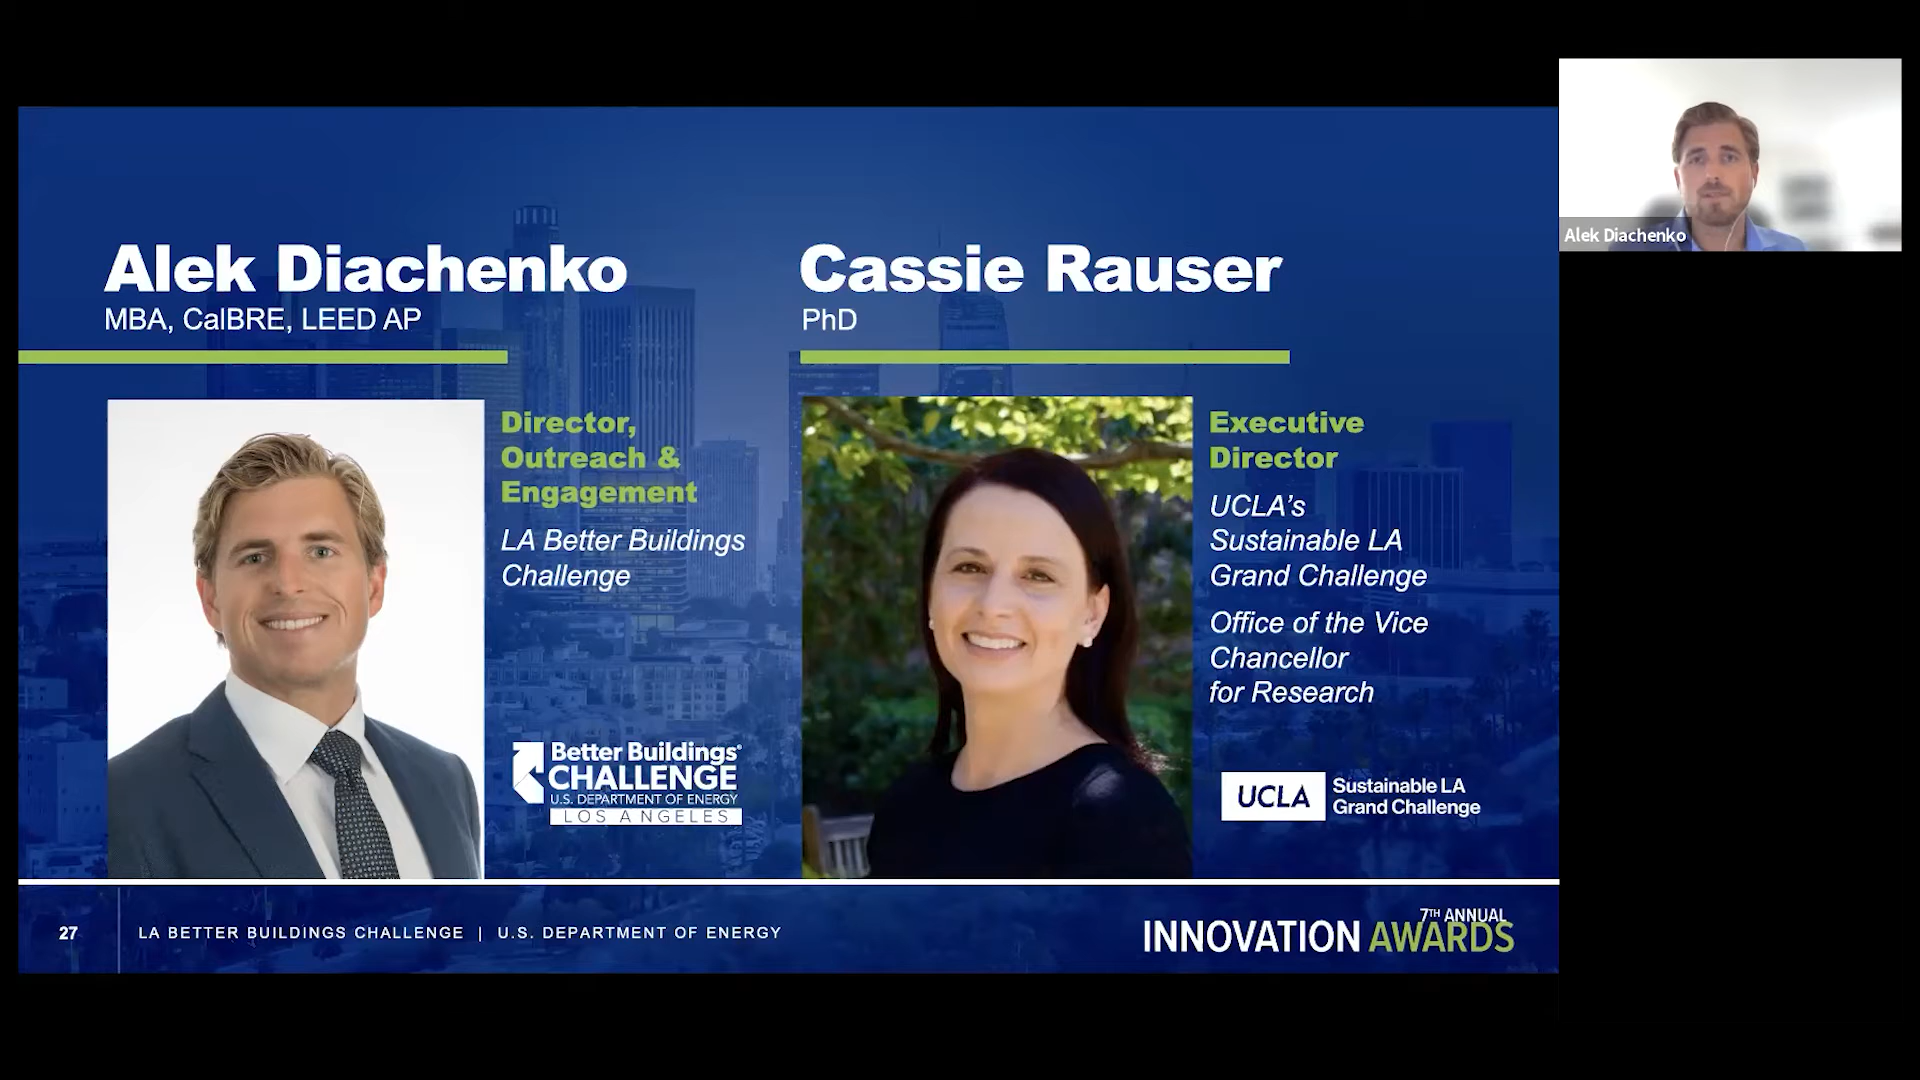 Alek Diachenko
MBA, CalBRE, LEED AP
Director,
Outreach &
Engagement
LA Better Buildings
Challenge
Better Buildings®
CHALLENGE
U.S. DEPARTMENT OF ENERGY
LOS ANGELES
Cassie Rauser
PhD
Executive
Director
UCLA’s
Sustainable LA
Grand Challenge
Office of the Vice
Chancellor
for Research
UCLA
Sustainable LA
Grand Challenge
Alek Diachenko
27
LA BETTER BUILDINGS CHALLENGE | U.S. DEPARTMENT OF ENERGY
7TH ANNUAL
INNOVATION AWARDS